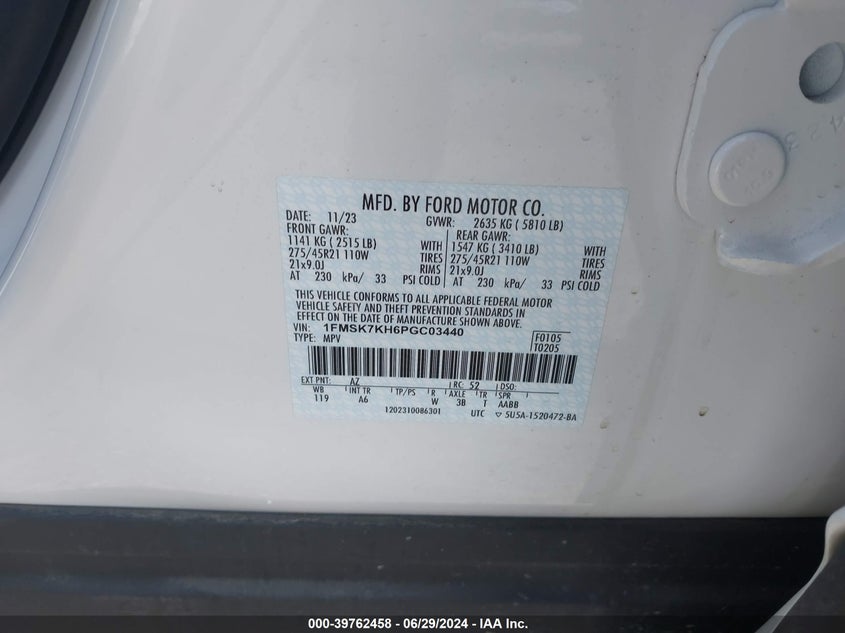 MFD. BY FORD MOTOR CO.
DATE: 11/23 GVWR: 2635 KG ( 5810 LB)
FRONT GAWR: REAR GAWR:
1141 KG ( 2515 LB) WITH 1547 KG ( 3410 LB) WITH
275/45R21 110W TIRES 275/45R21 110W TIRES
21x9.0J RIMS 21x9.0J RIMS
AT 230 kPa/ 33 PSI COLD AT 230 kPa/ 33 PSI COLD
THIS VEHICLE CONFORMS TO ALL APPLICABLE FEDERAL MOTOR
VEHICLE SAFETY AND THEFT PREVENTION STANDARDS IN
EFFECT ON THE DATE OF MANUFACTURE SHOWN ABOVE.
VIN: 1FMSK7KH6PGC03440 F0105
TYPE: MPV T0205
EXT PNT: AZ RC: 52 DSO:
WB INT TR TP/PS R AXLE TR SPR
119 A6 W 3B T AABB
1202310086301 UTC ▽ 5U5A-1520472-BA
000-39762458 - 06/29/2024 - IAA Inc.